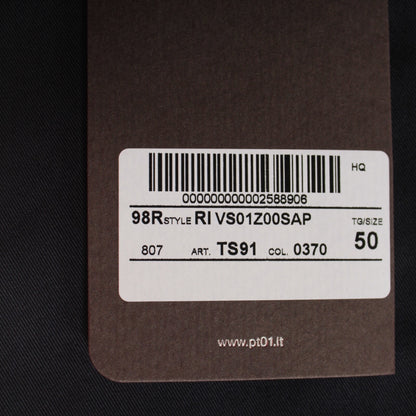 HQ
000000000002588906
98R STYLE RI VS01Z00SAP TG/SIZE
807 ART. TS91 COL. 0370 50
www.pt01.it